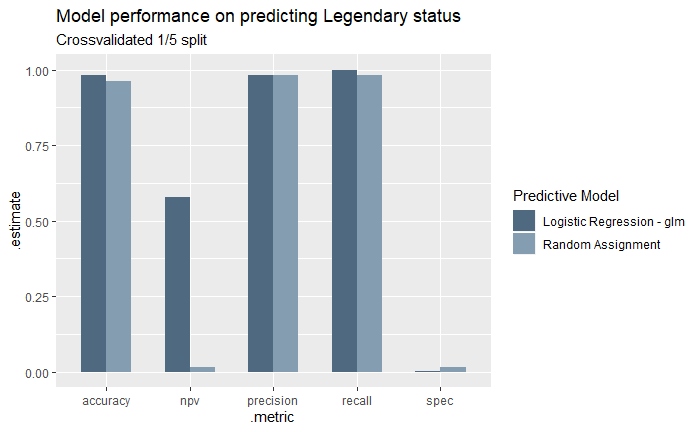 Model performance on predicting Legendary status
Crossvalidated 1/5 split
1.00
0.75
0.50
0.25
0.00
.estimate
accuracy
npv
precision
recall
spec
.metric
Predictive Model
Logistic Regression - glm
Random Assignment